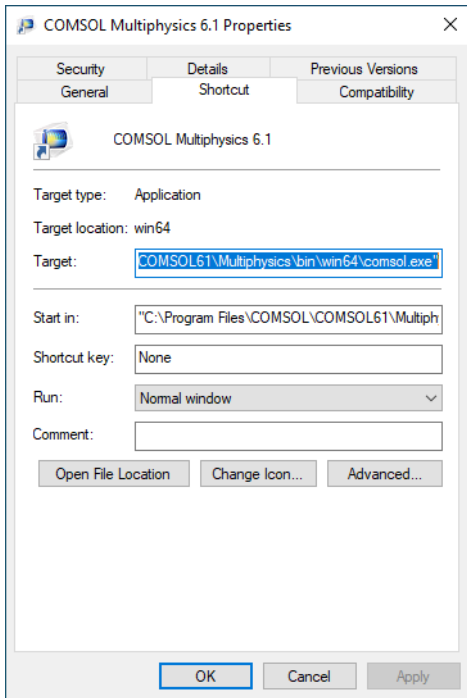 COMSOL Multiphysics 6.1 Properties
Security Details Previous Versions
General Shortcut Compatibility
COMSOL Multiphysics 6.1
Target type: Application
Target location: win64
Target: COMSOL61\Multiphysics\bin\win64\comsol.exe"
Start in: "C:\Program Files\COMSOL\COMSOL61\Multiph
Shortcut key: None
Run: Normal window
Comment:
Open File Location Change Icon... Advanced...
OK Cancel Apply